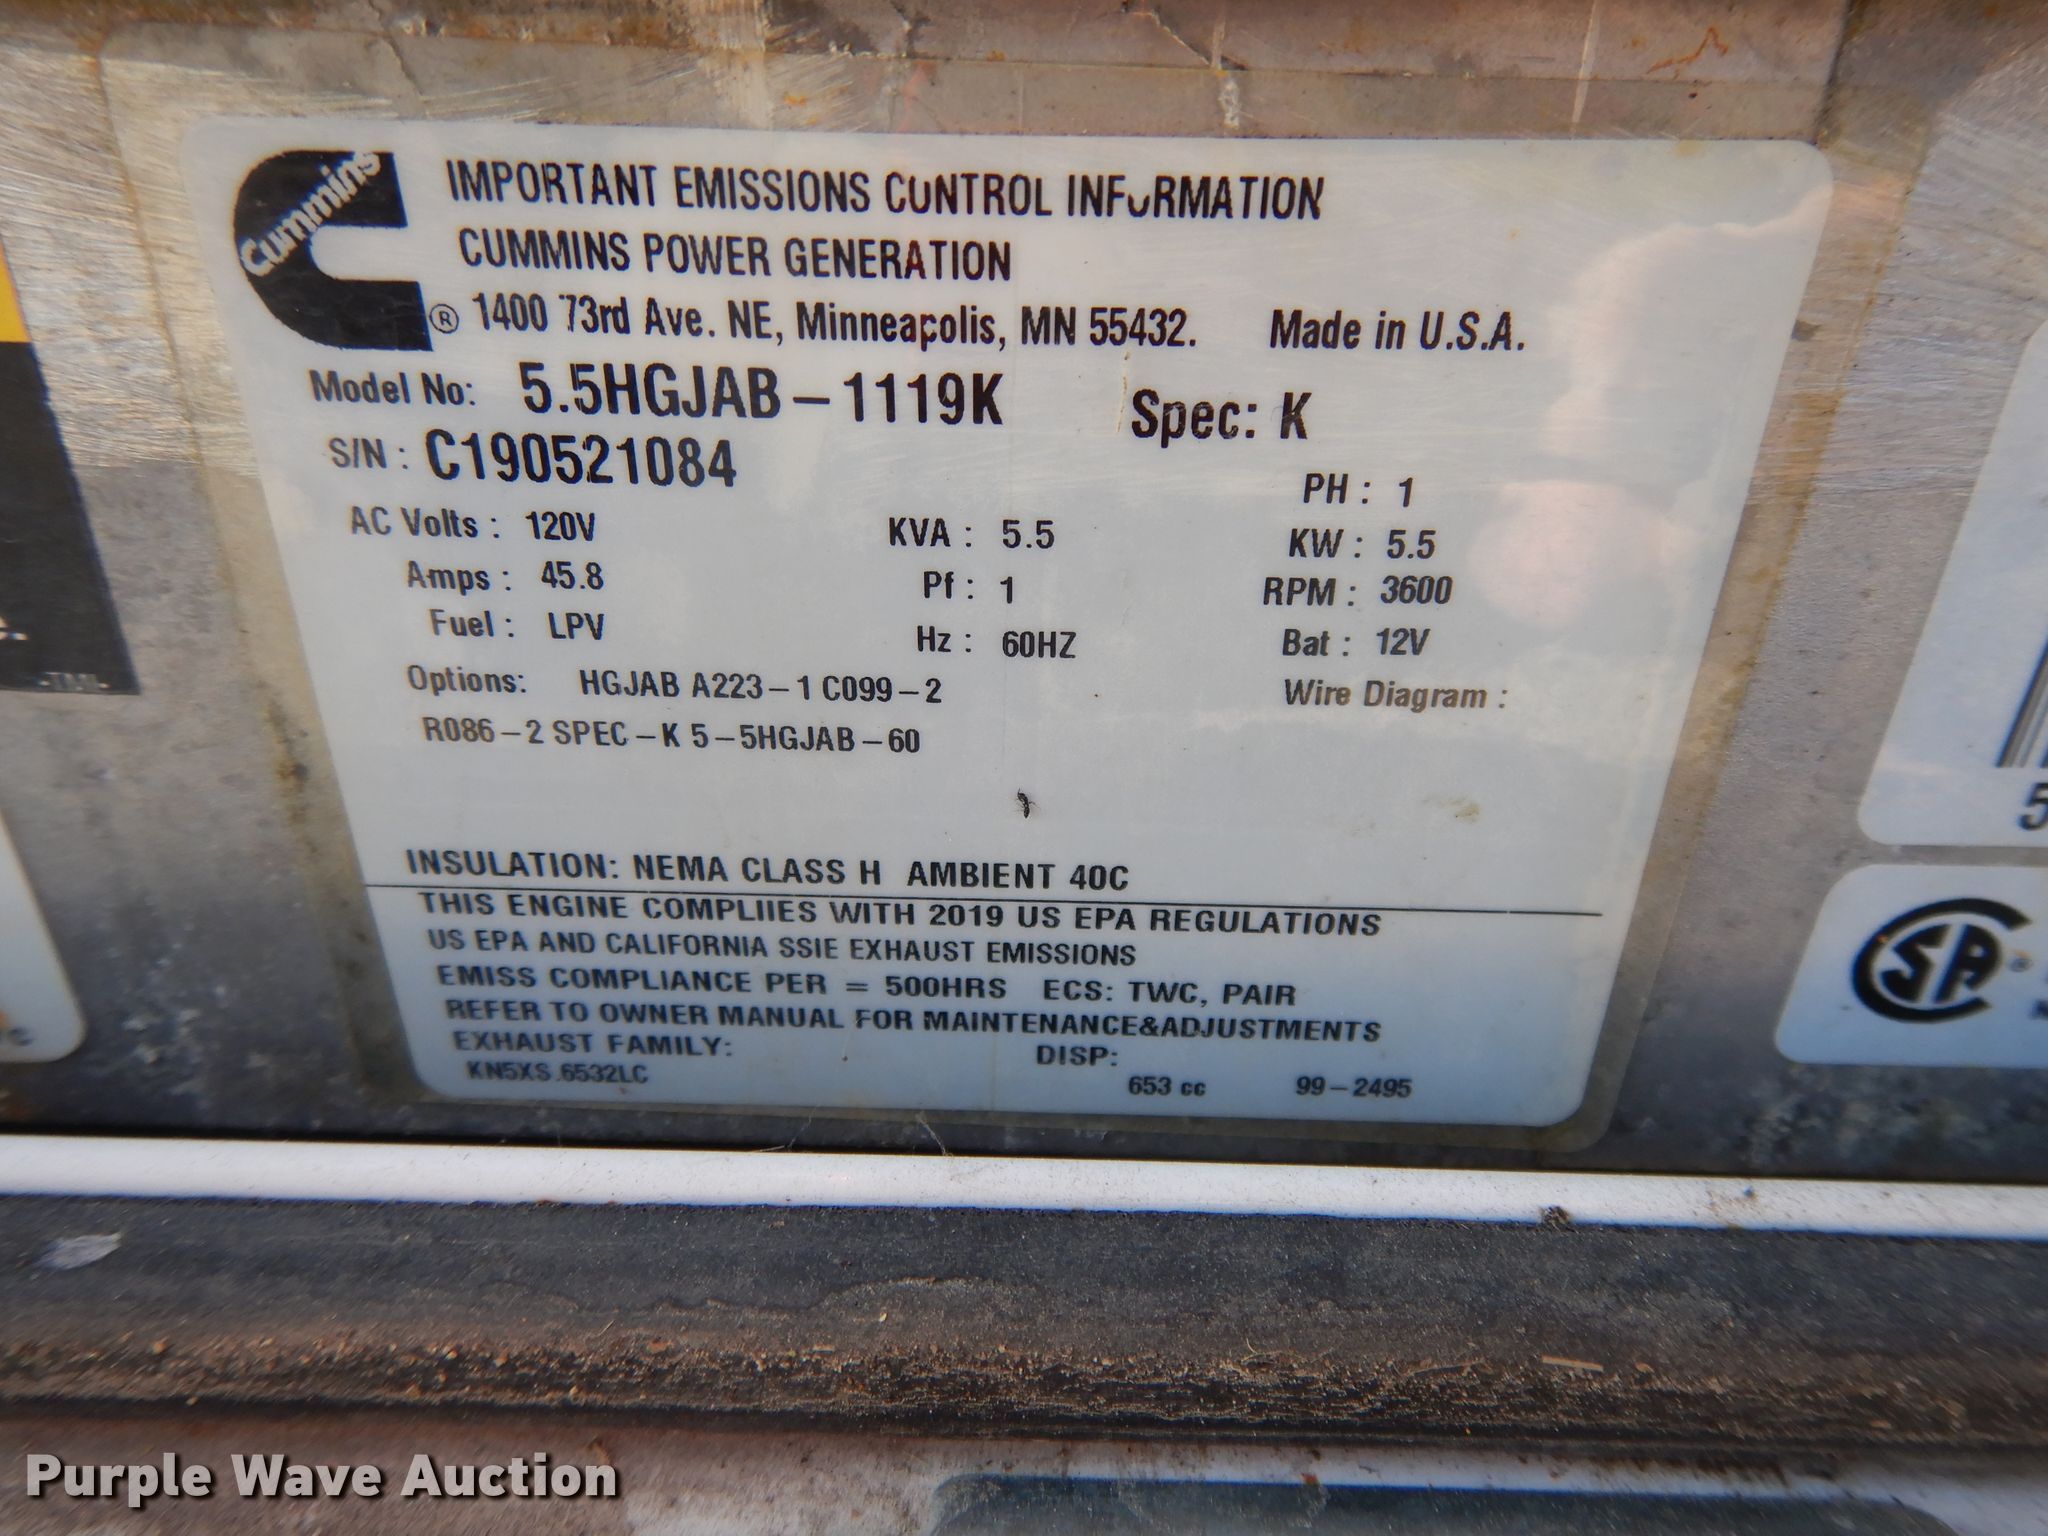 Cummins
IMPORTANT EMISSIONS CONTROL INFORMATION
CUMMINS POWER GENERATION
® 1400 73rd Ave. NE, Minneapolis, MN 55432. Made in U.S.A.
Model No: 5.5HGJAB-1119K Spec: K
S/N: C190521084
PH: 1
AC Volts: 120V KVA: 5.5 KW: 5.5
Amps: 45.8 Pf: 1 RPM: 3600
Fuel: LPV Hz: 60HZ Bat: 12V
Options: HGJAB A223-1 C099-2 Wire Diagram:
R086-2 SPEC-K 5-5HGJAB-60
INSULATION: NEMA CLASS H AMBIENT 40C
THIS ENGINE COMPLIIES WITH 2019 US EPA REGULATIONS
US EPA AND CALIFORNIA SSIE EXHAUST EMISSIONS
EMISS COMPLIANCE PER = 500HRS ECS: TWC, PAIR
REFER TO OWNER MANUAL FOR MAINTENANCE&ADJUSTMENTS
EXHAUST FAMILY: DISP:
KN5XS.6532LC 653 cc 99-2495
-TML-
5
SA
®
Purple Wave Auction